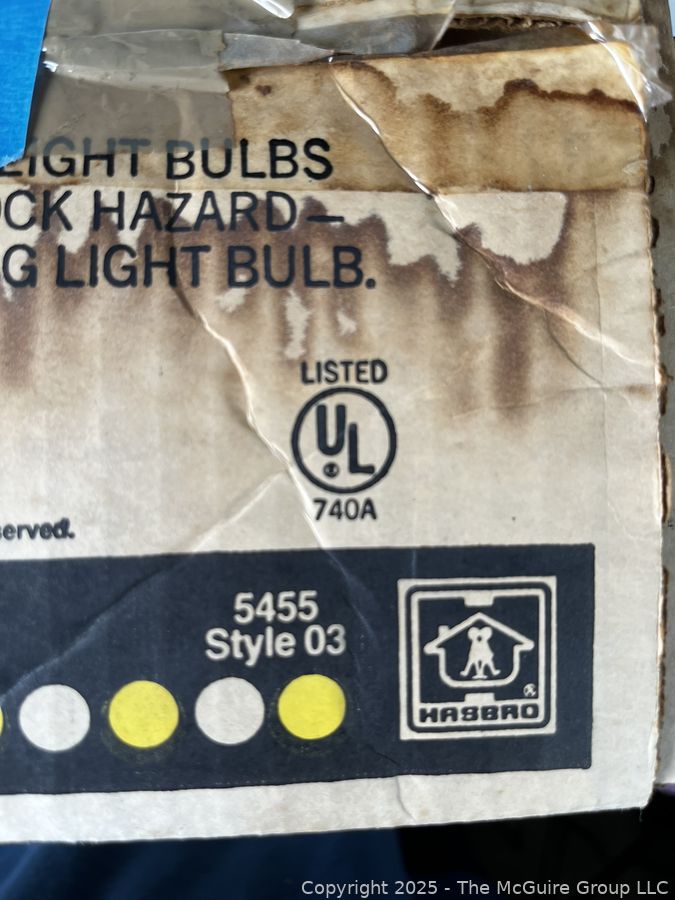 LIGHT BULBS
OCK HAZARD—
G LIGHT BULB.
LISTED
UL
®
740A
served.
5455
Style 03
®
HASBRO
Copyright 2025 - The McGuire Group LLC